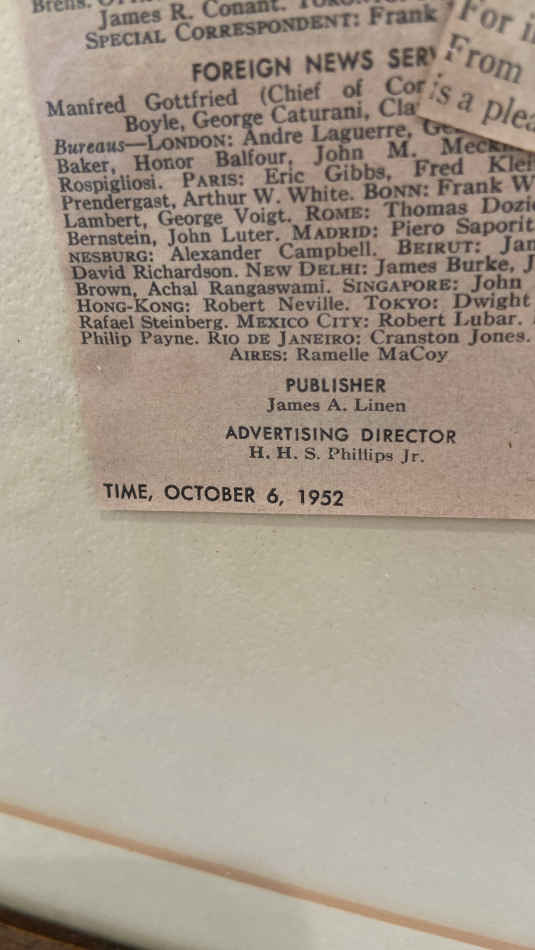 James R. Conant.
SPECIAL CORRESPONDENT: Frank
For
From
is a
FOREIGN NEWS
Manfred Gottfried (Chief of
Boyle, George Caturani,
Bureaus—LONDON: Andre Laguerre,
Baker, Honor Balfour, John M.
Rospigliosi. PARIS: Eric Gibbs, Fred
Prendergast, Arthur W. White. BONN: Frank
Lambert, George Voigt. ROME: Thomas
Bernstein, John Luter. MADRID: Piero
NESBURG: Alexander Campbell. BEIRUT:
David Richardson. NEW DELHI: James Burke,
Brown, Achal Rangaswami. SINGAPORE: John
HONG-KONG: Robert Neville. TOKYO: Dwight
Rafael Steinberg. MEXICO CITY: Robert Lubar.
Philip Payne. RIO DE JANEIRO: Cranston Jones.
AIRES: Ramelle MaCoy
PUBLISHER
James A. Linen
ADVERTISING DIRECTOR
H. H. S. Phillips Jr.
TIME, OCTOBER 6, 1952